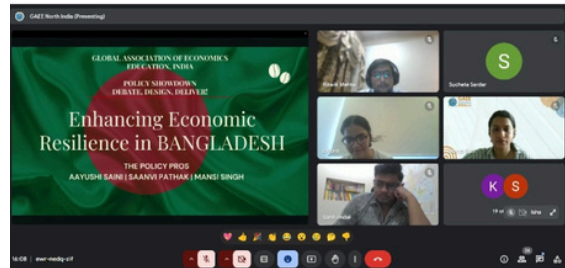 GAEE North India (Presenting)
GLOBAL ASSOCIATION OF ECONOMICS
EDUCATION, INDIA
POLICY SHOWDOWN
DEBATE, DESIGN, DELIVER!
Enhancing Economic
Resilience in BANGLADESH
THE POLICY PROS
AAYUSHI SAINI | SAANVI PATHAK | MANSI SINGH
S
Sucheta Sarder
K S
16:08